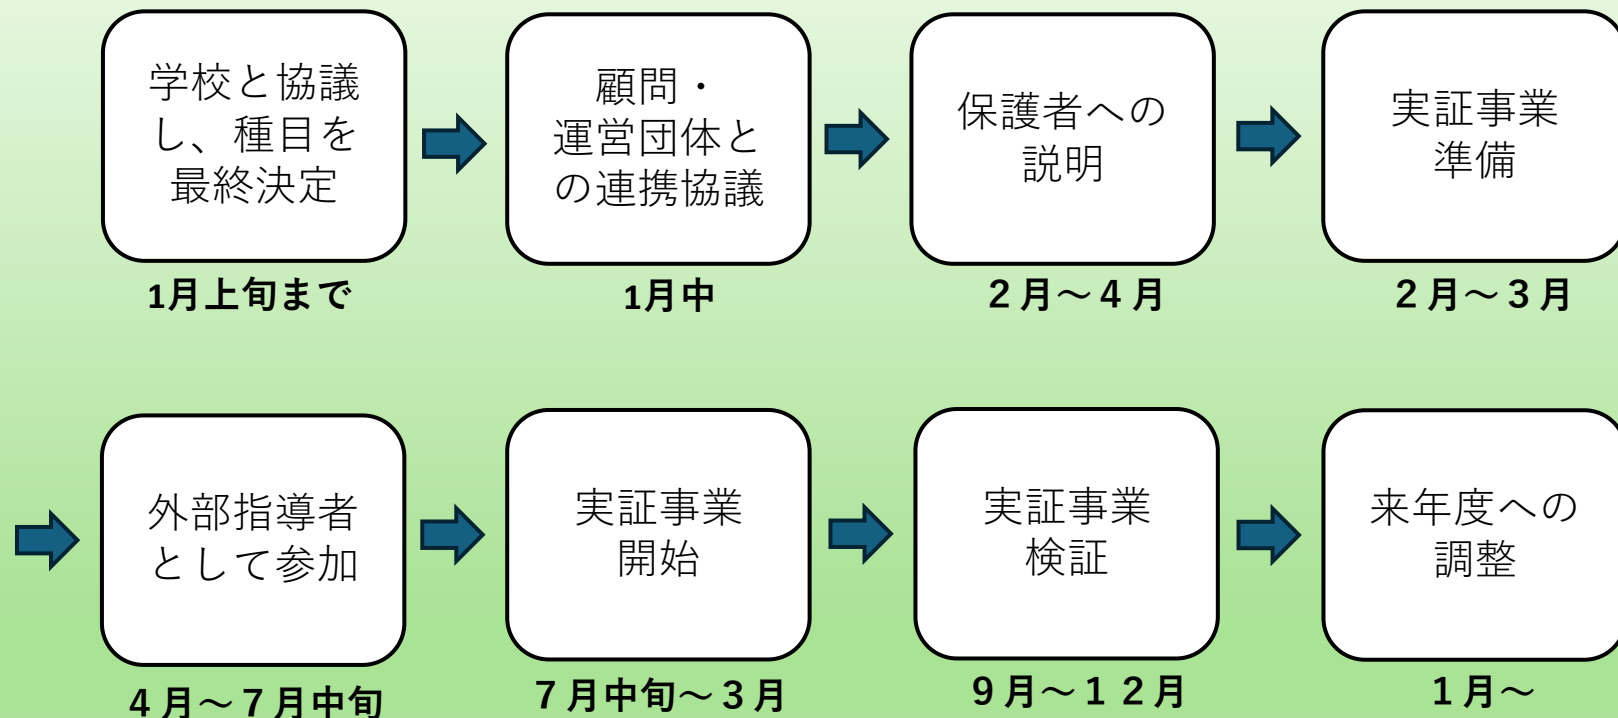 学校と協議
し、種目を
最終決定
1月上旬まで
顧問・
運営団体と
の連携協議
1月中
保護者への
説明
２月～４月
実証事業
準備
２月～３月
外部指導者
として参加
４月～７月中旬
実証事業
開始
７月中旬～３月
実証事業
検証
９月～１２月
来年度への
調整
１月～